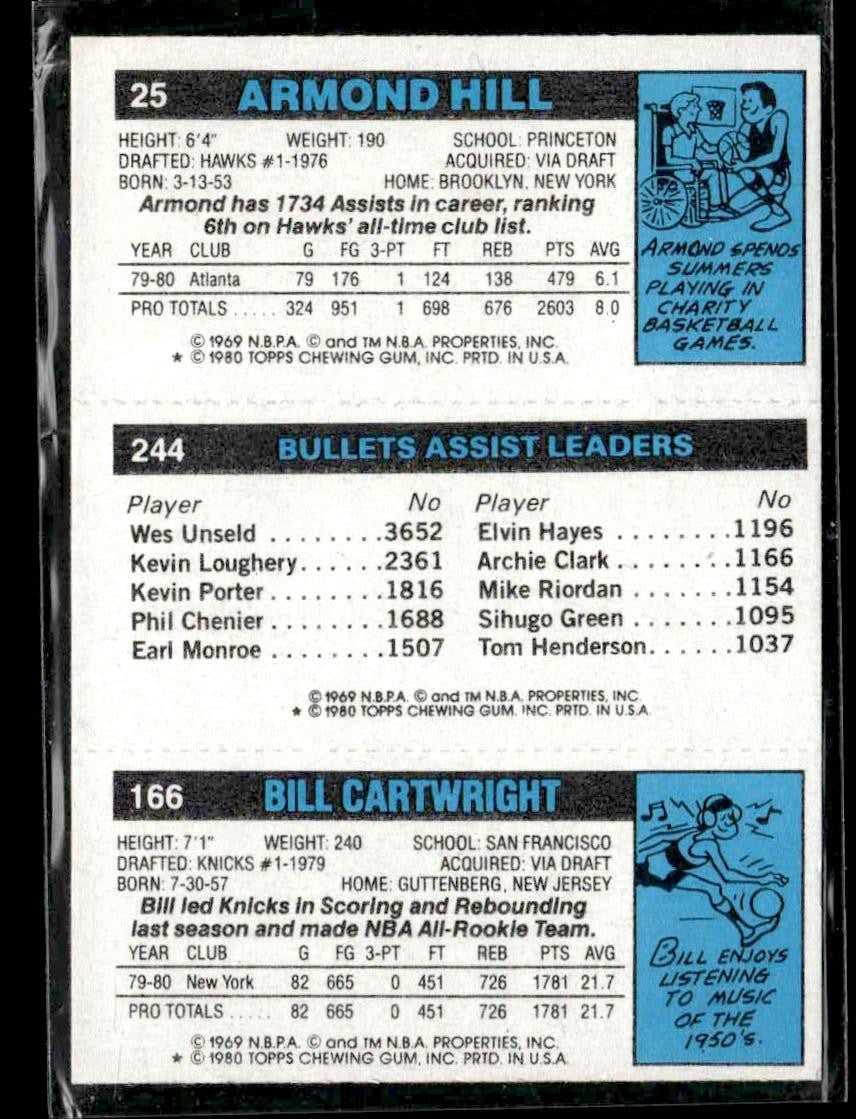 25 ARMOND HILL
HEIGHT: 6'4" WEIGHT: 190 SCHOOL: PRINCETON
DRAFTED: HAWKS #1-1976 ACQUIRED: VIA DRAFT
BORN: 3-13-53 HOME: BROOKLYN, NEW YORK
Armond has 1734 Assists in career, ranking
6th on Hawks' all-time club list.
YEAR CLUB G FG 3-PT FT REB PTS AVG
79-80 Atlanta 79 176 1 124 138 479 6.1
PRO TOTALS ..... 324 951 1 698 676 2603 8.0
© 1969 N.B.P.A. © and TM N.B.A. PROPERTIES, INC.
★ © 1980 TOPPS CHEWING GUM, INC. PRTD. IN U.S.A.
ARMOND SPENDS
SUMMERS
PLAYING IN
CHARITY
BASKETBALL
GAMES.
244 BULLETS ASSIST LEADERS
Player No Player No
Wes Unseld ........3652 Elvin Hayes ........1196
Kevin Loughery......2361 Archie Clark ........1166
Kevin Porter ........1816 Mike Riordan .......1154
Phil Chenier ........1688 Sihugo Green .......1095
Earl Monroe ........1507 Tom Henderson......1037
© 1969 N.B.P.A. © and TM N.B.A. PROPERTIES, INC.
★ © 1980 TOPPS CHEWING GUM, INC. PRTD. IN U.S.A.
166 BILL CARTWRIGHT
HEIGHT: 7'1" WEIGHT: 240 SCHOOL: SAN FRANCISCO
DRAFTED: KNICKS #1-1979 ACQUIRED: VIA DRAFT
BORN: 7-30-57 HOME: GUTTENBERG, NEW JERSEY
Bill led Knicks in Scoring and Rebounding
last season and made NBA All-Rookie Team.
YEAR CLUB G FG 3-PT FT REB PTS AVG
79-80 New York 82 665 0 451 726 1781 21.7
PRO TOTALS ..... 82 665 0 451 726 1781 21.7
© 1969 N.B.P.A. © and TM N.B.A. PROPERTIES, INC.
★ © 1980 TOPPS CHEWING GUM, INC. PRTD. IN U.S.A.
BILL ENJOYS
LISTENING
TO MUSIC
OF THE
1950'S.